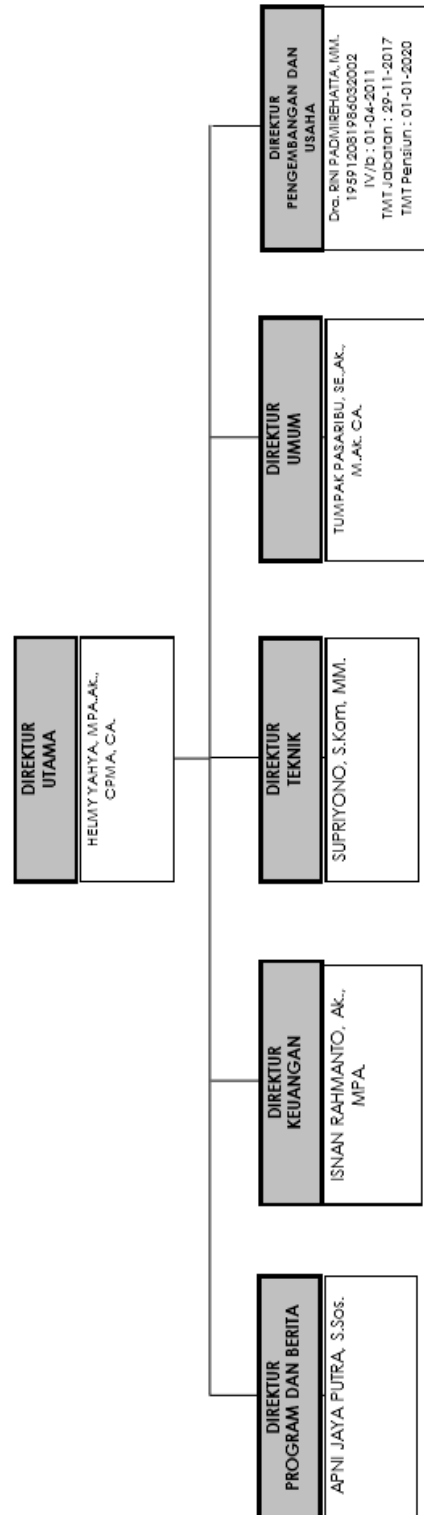 DIREKTUR
UTAMA
HELMY YAHYA, MPA.Ak.,
CPMA, CA.
DIREKTUR
PROGRAM DAN BERITA
APNI JAYA PUTRA, S.Sos.
DIREKTUR
KEUANGAN
ISNAN RAHMANTO, Ak.,
MPA.
DIREKTUR
TEKNIK
SUPRIYONO, S.Kom, MM.
DIREKTUR
UMUM
TUMPAK PASARIBU, SE.,Ak.,
M.Ak. CA.
DIREKTUR
PENGEMBANGAN DAN
USAHA
Dra. RINI PADMIREHATTA, MM.
195912081986032002
IV/b : 01-04-2011
TMT Jabatan : 29-11-2017
TMT Pensiun : 01-01-2020